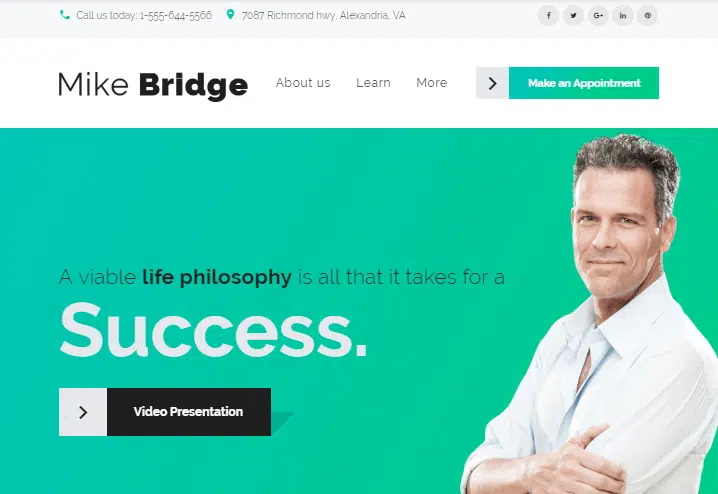 Call us today: 1-555-644-5566 7087 Richmond hwy, Alexandria, VA
Mike Bridge About us Learn More Make an Appointment
A viable life philosophy is all that it takes for a
Success.
Video Presentation